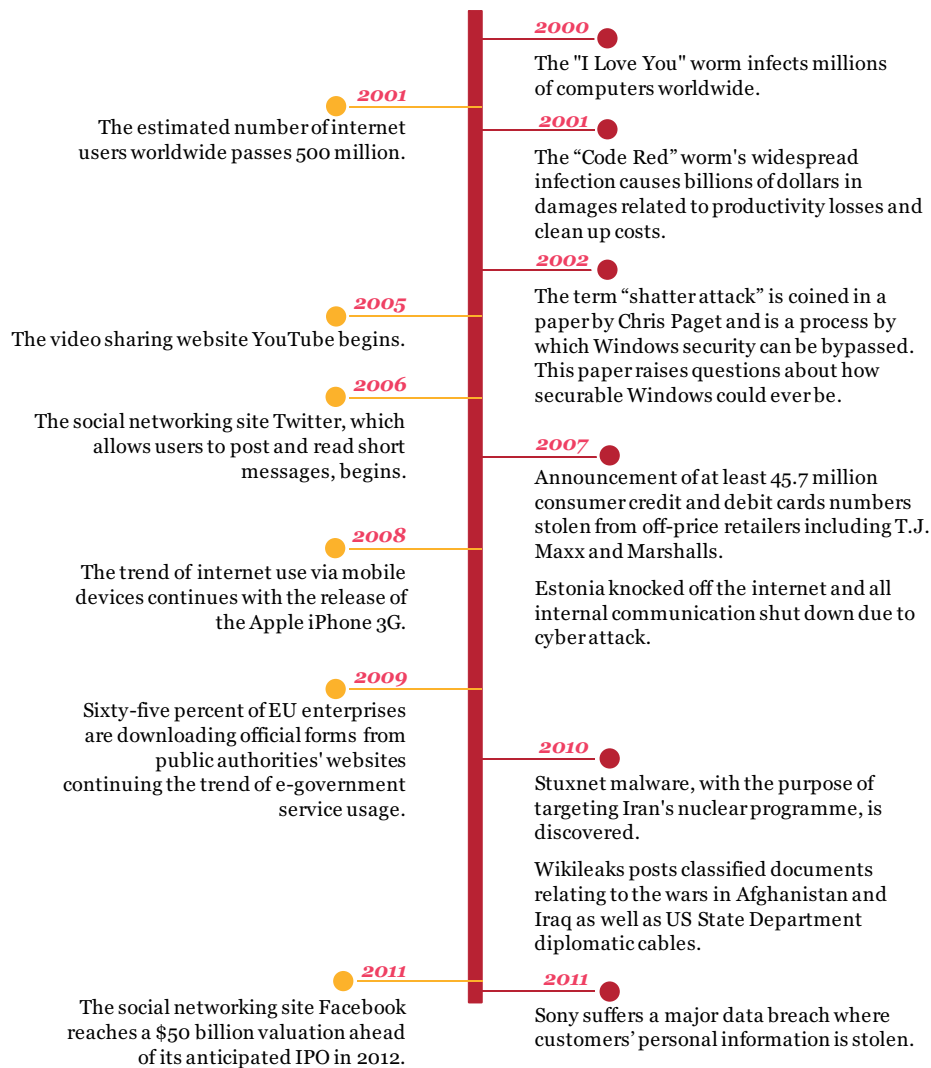 2000
The "I Love You" worm infects millions
of computers worldwide.
2001
The estimated number of internet
users worldwide passes 500 million.
2001
The “Code Red” worm's widespread
infection causes billions of dollars in
damages related to productivity losses and
clean up costs.
2002
The term “shatter attack” is coined in a
paper by Chris Paget and is a process by
which Windows security can be bypassed.
This paper raises questions about how
securable Windows could ever be.
2005
The video sharing website YouTube begins.
2006
The social networking site Twitter, which
allows users to post and read short
messages, begins.
2007
Announcement of at least 45.7 million
consumer credit and debit cards numbers
stolen from off-price retailers including T.J.
Maxx and Marshalls.
Estonia knocked off the internet and all
internal communication shut down due to
cyber attack.
2008
The trend of internet use via mobile
devices continues with the release of
the Apple iPhone 3G.
2009
Sixty-five percent of EU enterprises
are downloading official forms from
public authorities' websites
continuing the trend of e-government
service usage.
2010
Stuxnet malware, with the purpose of
targeting Iran's nuclear programme, is
discovered.
Wikileaks posts classified documents
relating to the wars in Afghanistan and
Iraq as well as US State Department
diplomatic cables.
2011
The social networking site Facebook
reaches a $50 billion valuation ahead
of its anticipated IPO in 2012.
2011
Sony suffers a major data breach where
customers’ personal information is stolen.